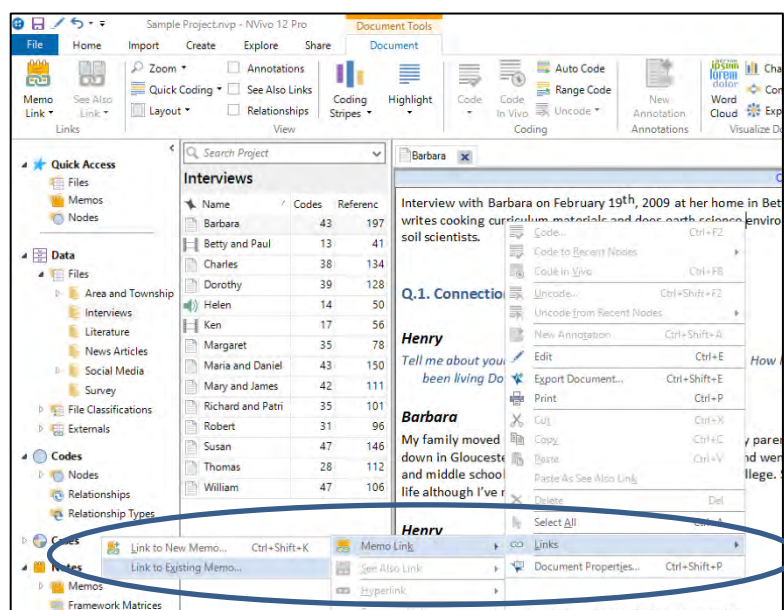 Sample Project.nvp - NVivo 12 Pro
Document Tools
File Home Import Create Explore Share Document
Memo Link
See Also Link
Links
Zoom
Quick Coding
Layout
Annotations
See Also Links
Relationships
View
Coding Stripes
Highlight
Code
Code In Vivo
Auto Code
Range Code
Uncode
Coding
New Annotation
Annotations
Word Cloud
Cha
Exp
Visualize Do
Quick Access
Files
Memos
Nodes
Data
Files
Area and Township
Interviews
Literature
News Articles
Social Media
Survey
File Classifications
Externals
Codes
Nodes
Relationships
Relationship Types
Cases
Notes
Memos
Framework Matrices
Search Project
Interviews
Name Codes Referenc
Barbara 43 197
Betty and Paul 13 41
Charles 38 134
Dorothy 39 128
Helen 14 50
Ken 17 56
Margaret 35 78
Maria and Daniel 43 150
Mary and James 42 111
Richard and Patri 35 101
Robert 31 96
Susan 47 146
Thomas 28 112
William 47 106
Barbara
Interview with Barbara on February 19th, 2009 at her home in Bet
writes cooking curriculum materials and does earth science enviro
soil scientists.
Q.1. Connectio
Henry
Tell me about your
How l
been living Do
Barbara
My family moved
y pare
down in Glouceste
nd wen
and middle school
llege. S
life although I've r
Henry
Code... Ctrl+F2
Code to Recent Nodes
Code in Vivo Ctrl+F8
Uncode... Ctrl+Shift+F2
Uncode from Recent Nodes
New Annotation Ctrl+Shift+A
Edit Ctrl+E
Export Document... Ctrl+Shift+E
Print Ctrl+P
Cut Ctrl+X
Copy Ctrl+C
Paste Ctrl+V
Paste As See Also Link
Delete Del
Select All Ctrl+A
Links
Document Properties... Ctrl+Shift+P
Memo Link
See Also Link
Hyperlink
Link to New Memo... Ctrl+Shift+K
Link to Existing Memo...